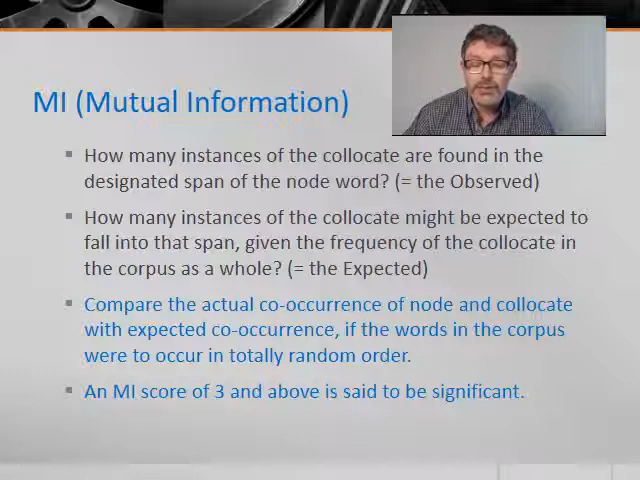 MI (Mutual Information)
How many instances of the collocate are found in the
designated span of the node word? (= the Observed)
How many instances of the collocate might be expected to
fall into that span, given the frequency of the collocate in
the corpus as a whole? (= the Expected)
Compare the actual co-occurrence of node and collocate
with expected co-occurrence, if the words in the corpus
were to occur in totally random order.
An MI score of 3 and above is said to be significant.